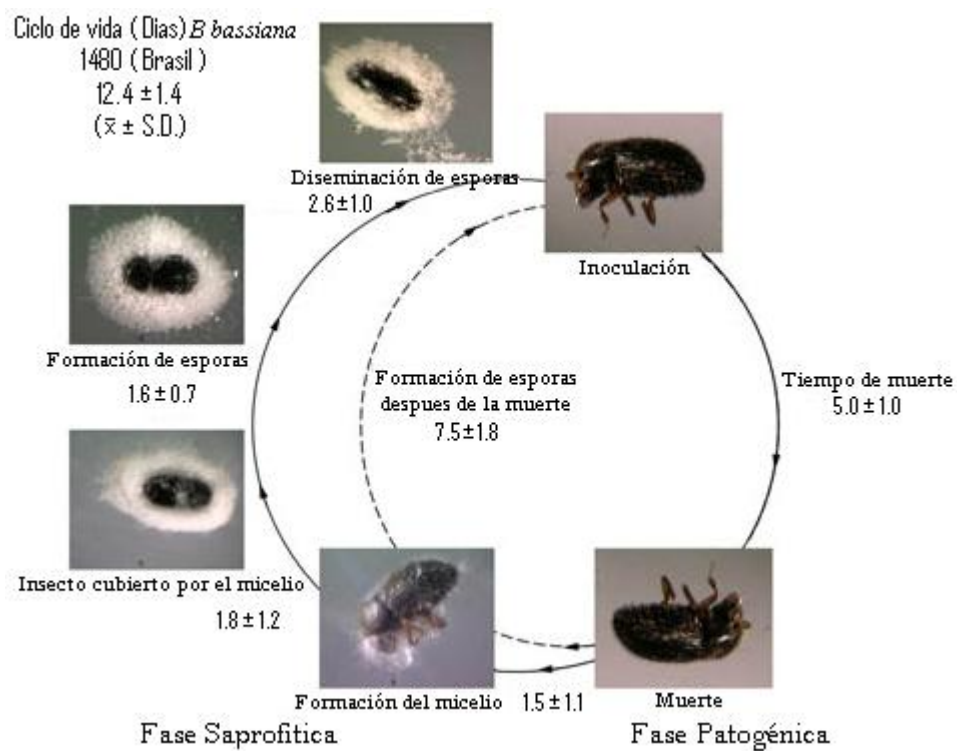 Ciclo de vida (Dias) B bassiana
1480 (Brasil)
12.4 ±1.4
(x̄ ± S.D.)
Diseminación de esporas
2.6±1.0
Inoculación
Formación de esporas
1.6 ± 0.7
Formación de esporas
despues de la muerte
7.5±1.8
Tiempo de muerte
5.0±1.0
Insecto cubierto por el micelio
1.8 ±1.2
Formación del micelio
1.5 ±1.1
Muerte
Fase Saprofitica
Fase Patogénica